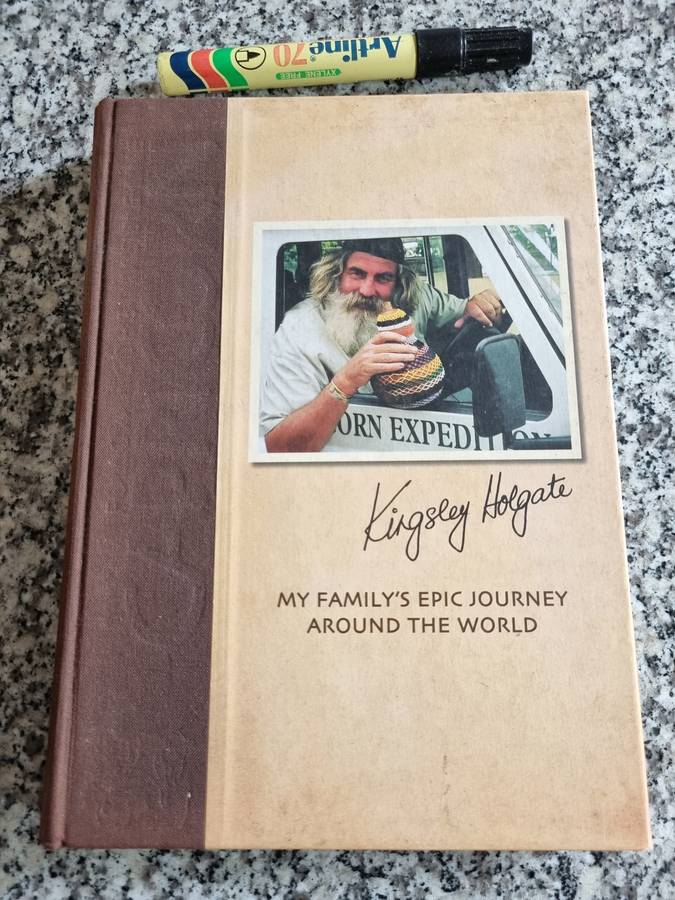 Artline® 70
XYLENE FREE
ORN EXPEDITION
Kingsley Holgate
MY FAMILY'S EPIC JOURNEY
AROUND THE WORLD